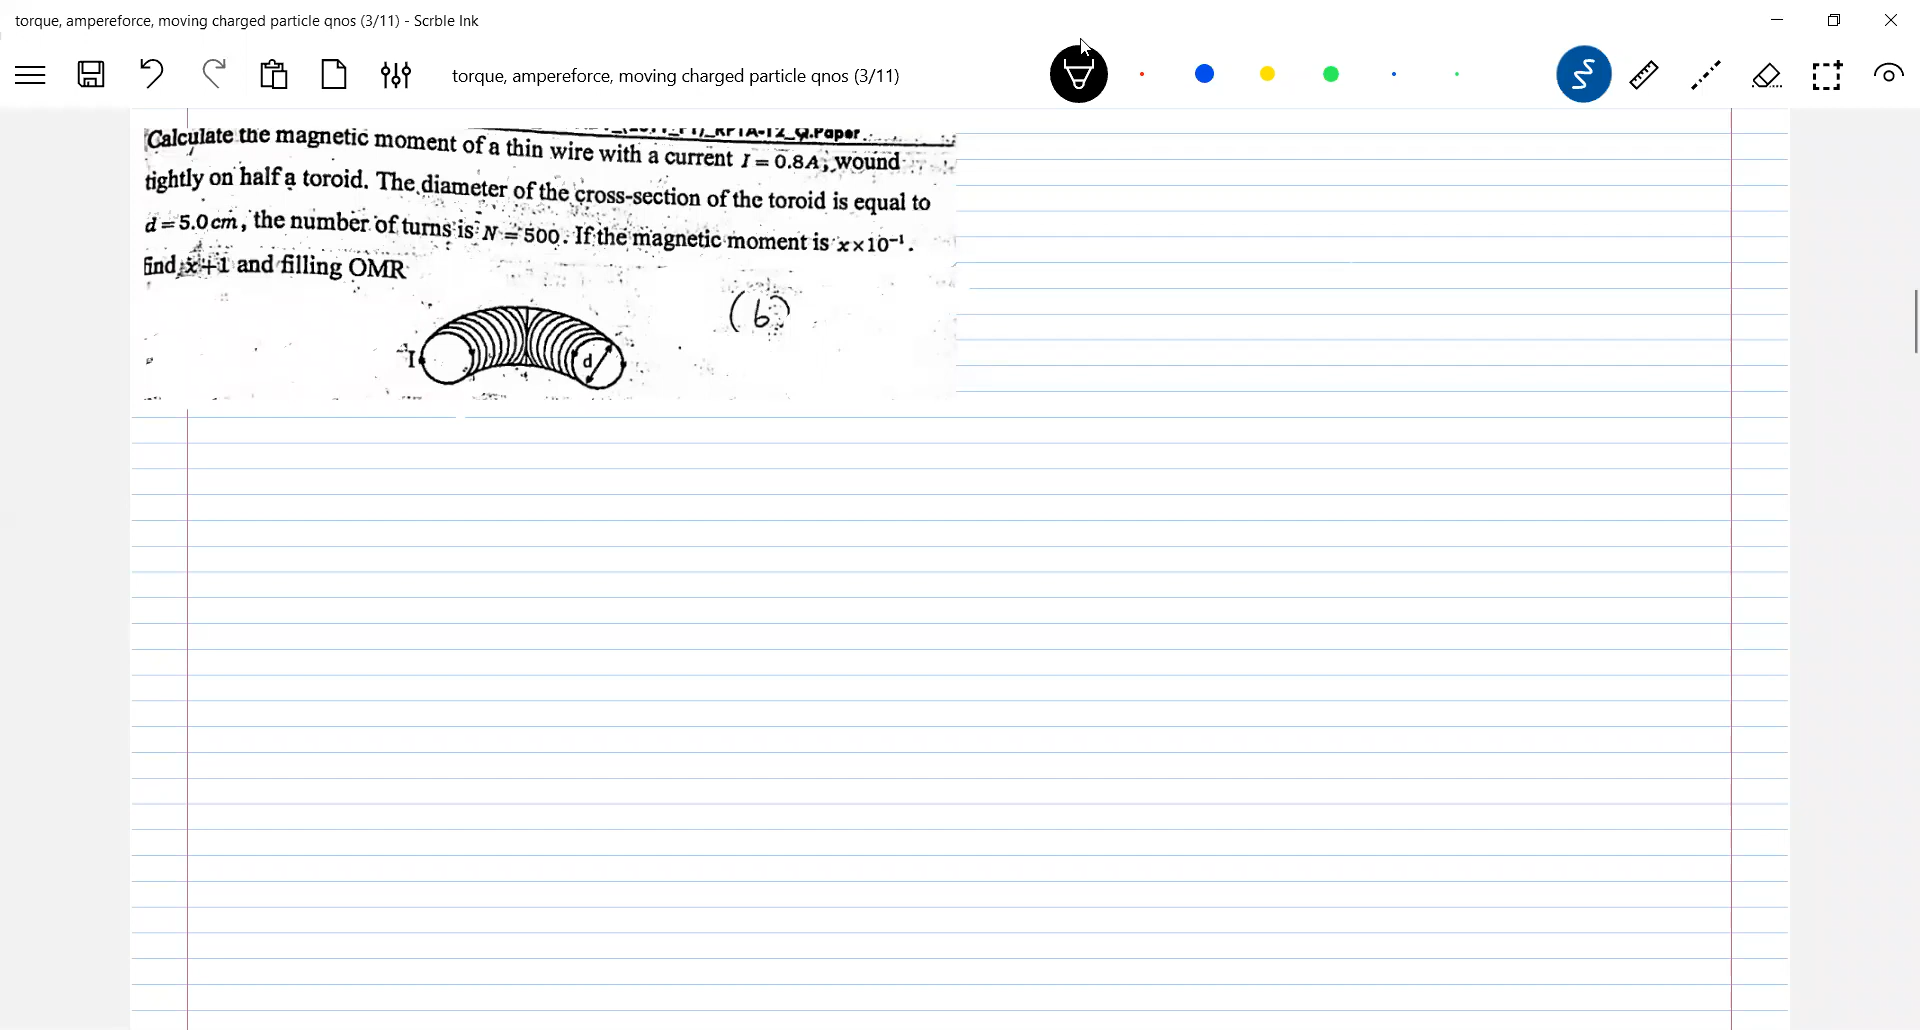 torque, ampereforce, moving charged particle qnos (3/11) - Scrble Ink
torque, ampereforce, moving charged particle qnos (3/11)
RPTA-12_Q.Paper
Calculate the magnetic moment of a thin wire with a current I = 0.8A, wound
tightly on half a toroid. The diameter of the cross-section of the toroid is equal to
d = 5.0 cm, the number of turns is N = 500. If the magnetic moment is x×10⁻¹.
find x+1 and filling OMR
(6)
I
d